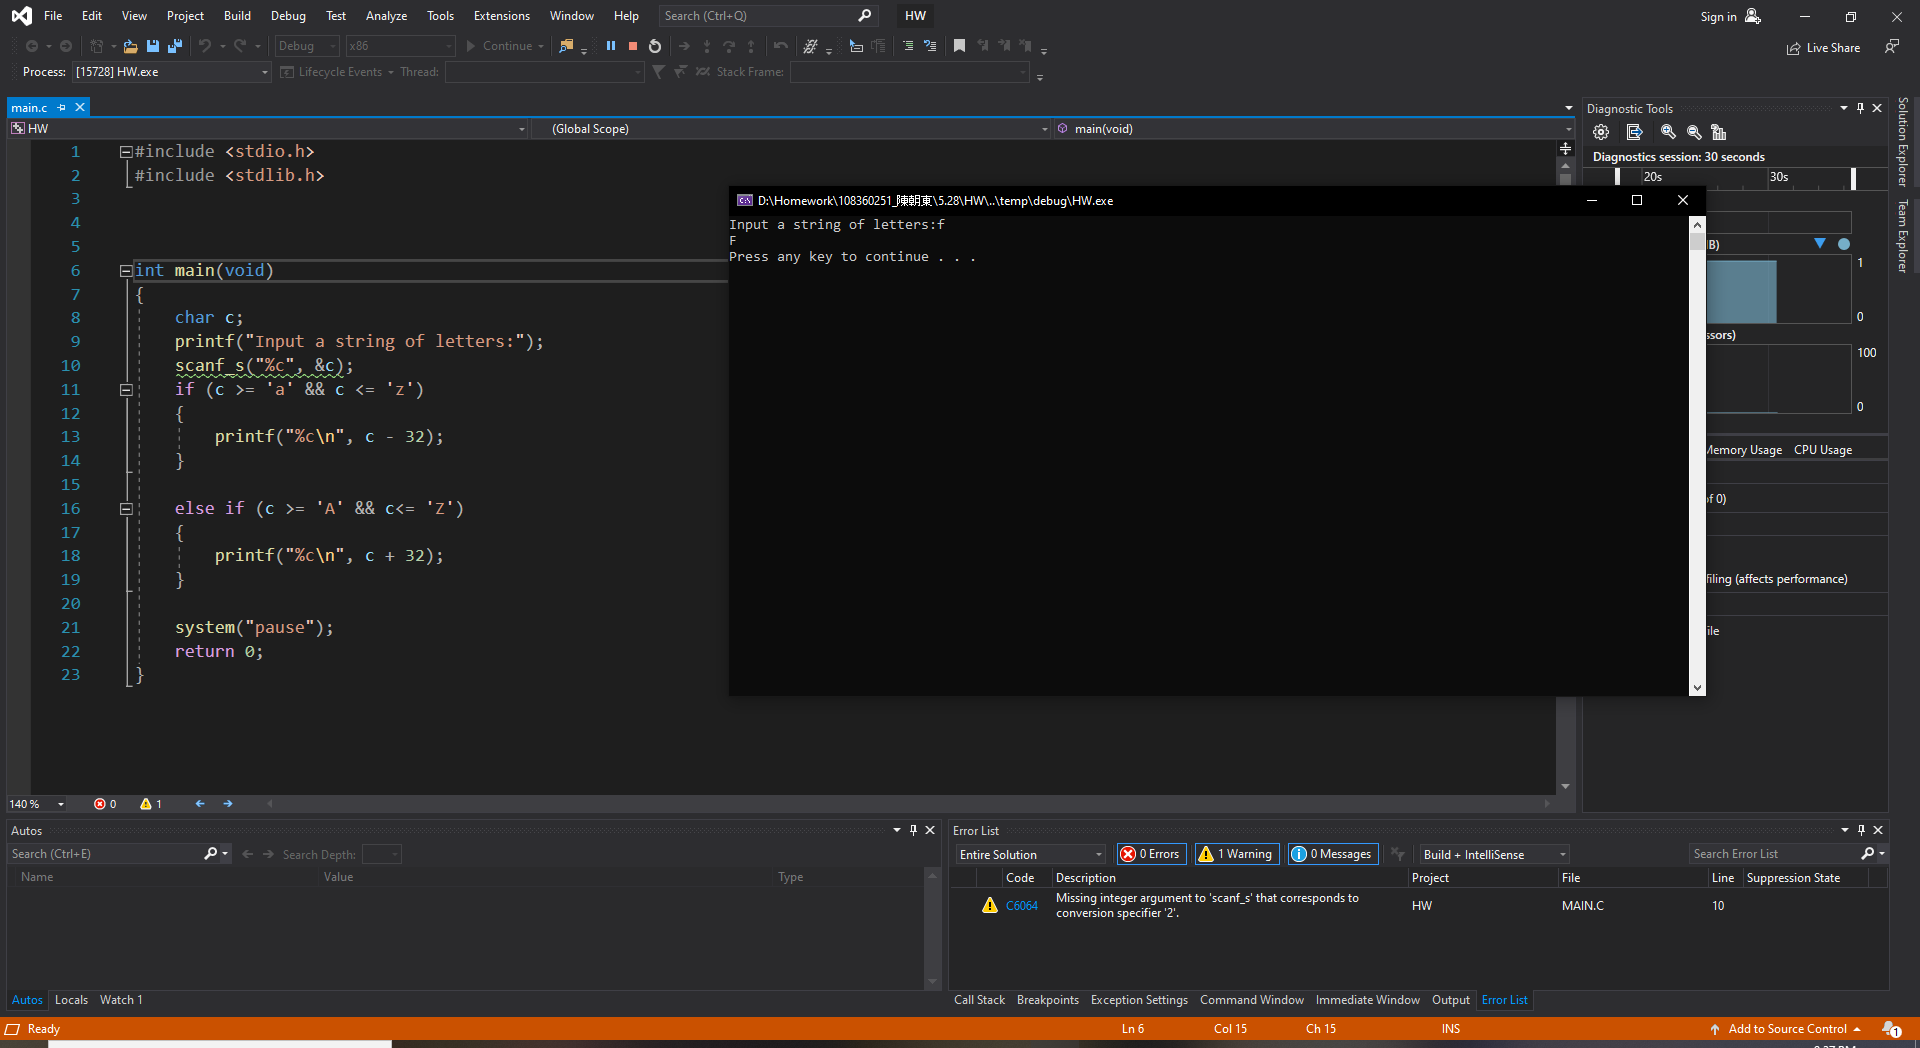 File Edit View Project Build Debug Test Analyze Tools Extensions Window Help Search (Ctrl+Q) HW Sign in
Debug x86 Continue Live Share
Process: [15728] HW.exe Lifecycle Events Thread: Stack Frame:
main.c
HW (Global Scope) main(void)
1 #include <stdio.h>
2 #include <stdlib.h>
3
4
5
6 int main(void)
7 {
8 char c;
9 printf("Input a string of letters:");
10 scanf_s("%c", &c);
11 if (c >= 'a' && c <= 'z')
12 {
13 printf("%c\n", c - 32);
14 }
15
16 else if (c >= 'A' && c<= 'Z')
17 {
18 printf("%c\n", c + 32);
19 }
20
21 system("pause");
22 return 0;
23 }
D:\Homework\108360251_陳朝東\5.28\HW\..\temp\debug\HW.exe
Input a string of letters:f
F
Press any key to continue . . .
Diagnostic Tools
Diagnostics session: 30 seconds
20s 30s
B)
1
0
ssors)
100
0
Memory Usage CPU Usage
of 0)
filing (affects performance)
ile
Solution Explorer
Team Explorer
140 % 0 1
Autos
Search (Ctrl+E) Search Depth:
Name Value Type
Autos Locals Watch 1
Error List
Entire Solution 0 Errors 1 Warning 0 Messages Build + IntelliSense Search Error List
Code Description Project File Line Suppression State
C6064 Missing integer argument to 'scanf_s' that corresponds to conversion specifier '2'. HW MAIN.C 10
Call Stack Breakpoints Exception Settings Command Window Immediate Window Output Error List
Ready Ln 6 Col 15 Ch 15 INS Add to Source Control 1